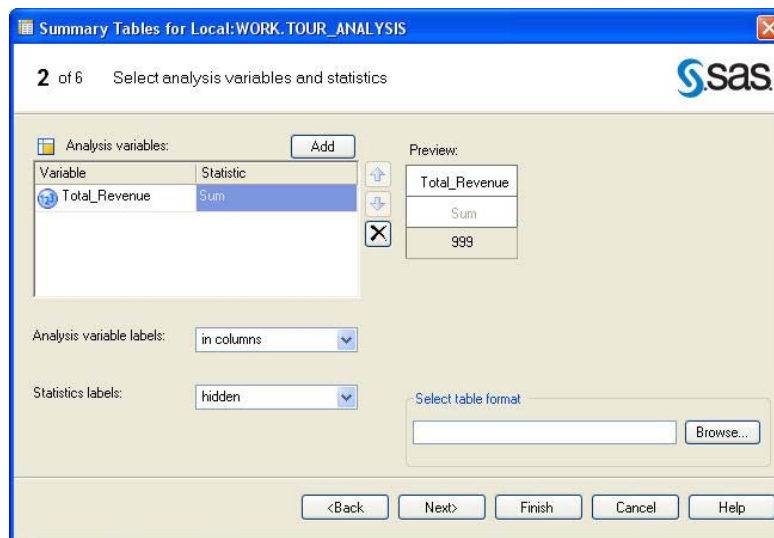 Summary Tables for Local:WORK.TOUR_ANALYSIS
2 of 6 Select analysis variables and statistics
sas
Analysis variables:
Add
Variable Statistic
123 Total_Revenue Sum
Preview:
Total_Revenue
Sum
999
Analysis variable labels: in columns
Statistics labels: hidden
Select table format
Browse...
<Back Next> Finish Cancel Help